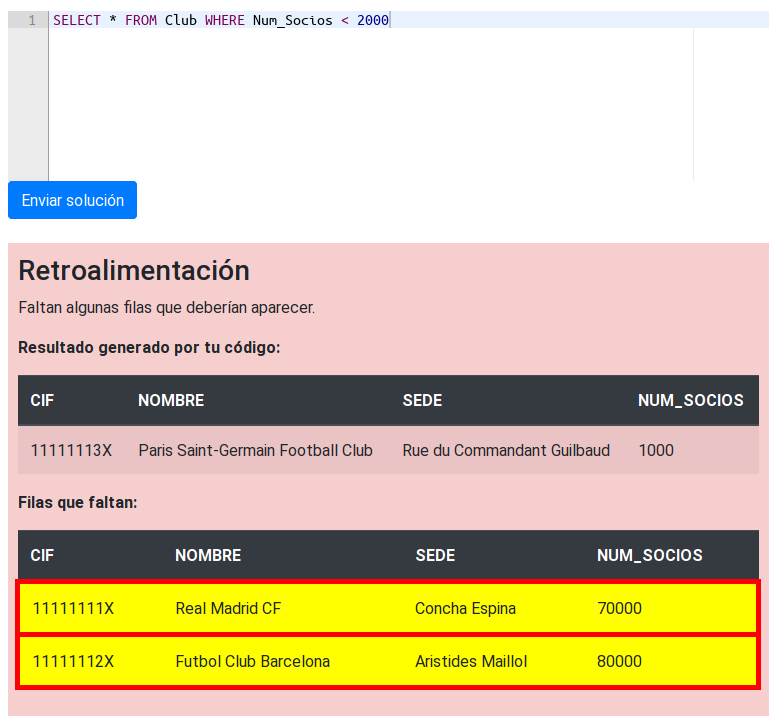 1 SELECT * FROM Club WHERE Num_Socios < 2000
Enviar solución
Retroalimentación
Faltan algunas filas que deberían aparecer.
Resultado generado por tu código:
CIF NOMBRE SEDE NUM_SOCIOS
11111113X Paris Saint-Germain Football Club Rue du Commandant Guilbaud 1000
Filas que faltan:
CIF NOMBRE SEDE NUM_SOCIOS
11111111X Real Madrid CF Concha Espina 70000
11111112X Futbol Club Barcelona Aristides Maillol 80000